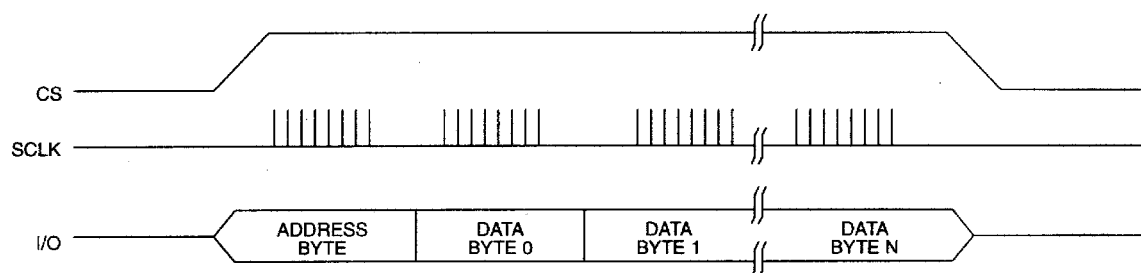 CS
SCLK
I/O
ADDRESS
BYTE
DATA
BYTE 0
DATA
BYTE 1
DATA
BYTE N